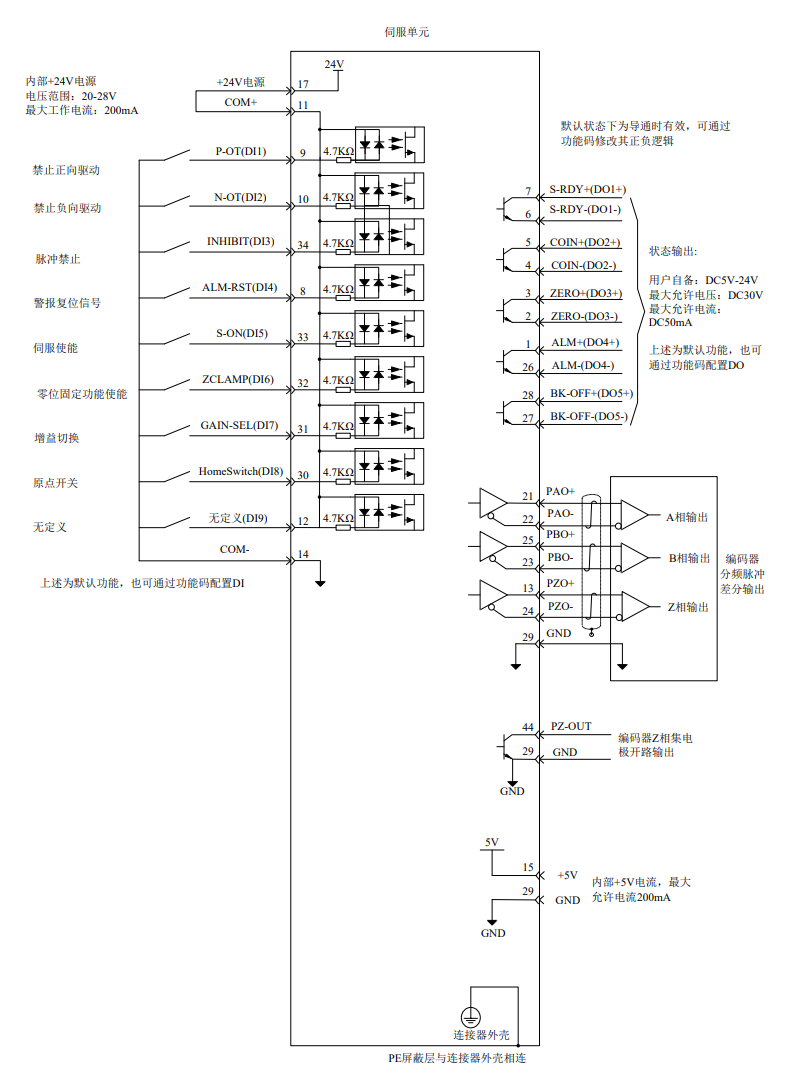 伺服单元
24V
内部+24V电源
电压范围：20-28V
最大工作电流：200mA
+24V电源
17
COM+
11
P-OT(DI1)
9
4.7KΩ
禁止正向驱动
N-OT(DI2)
10
4.7KΩ
禁止负向驱动
INHIBIT(DI3)
34
4.7KΩ
脉冲禁止
ALM-RST(DI4)
8
4.7KΩ
警报复位信号
S-ON(DI5)
33
4.7KΩ
伺服使能
ZCLAMP(DI6)
32
4.7KΩ
零位固定功能使能
GAIN-SEL(DI7)
31
4.7KΩ
增益切换
HomeSwitch(DI8)
30
4.7KΩ
原点开关
无定义(DI9)
12
4.7KΩ
无定义
COM-
14
上述为默认功能，也可通过功能码配置DI
默认状态下为导通时有效，可通过
功能码修改其正负逻辑
7
S-RDY+(DO1+)
6
S-RDY-(DO1-)
5
COIN+(DO2+)
4
COIN-(DO2-)
3
ZERO+(DO3+)
2
ZERO-(DO3-)
1
ALM+(DO4+)
26
ALM-(DO4-)
28
BK-OFF+(DO5+)
27
BK-OFF-(DO5-)
状态输出:
用户自备：DC5V-24V
最大允许电压：DC30V
最大允许电流：
DC50mA
上述为默认功能，也可
通过功能码配置DO
21
PAO+
22
PAO-
A相输出
25
PBO+
23
PBO-
B相输出
13
PZO+
24
PZO-
Z相输出
29
GND
编码器
分频脉冲
差分输出
44
PZ-OUT
29
GND
GND
编码器Z相集电
极开路输出
5V
15
+5V
29
GND
GND
内部+5V电流，最大
允许电流200mA
连接器外壳
PE屏蔽层与连接器外壳相连